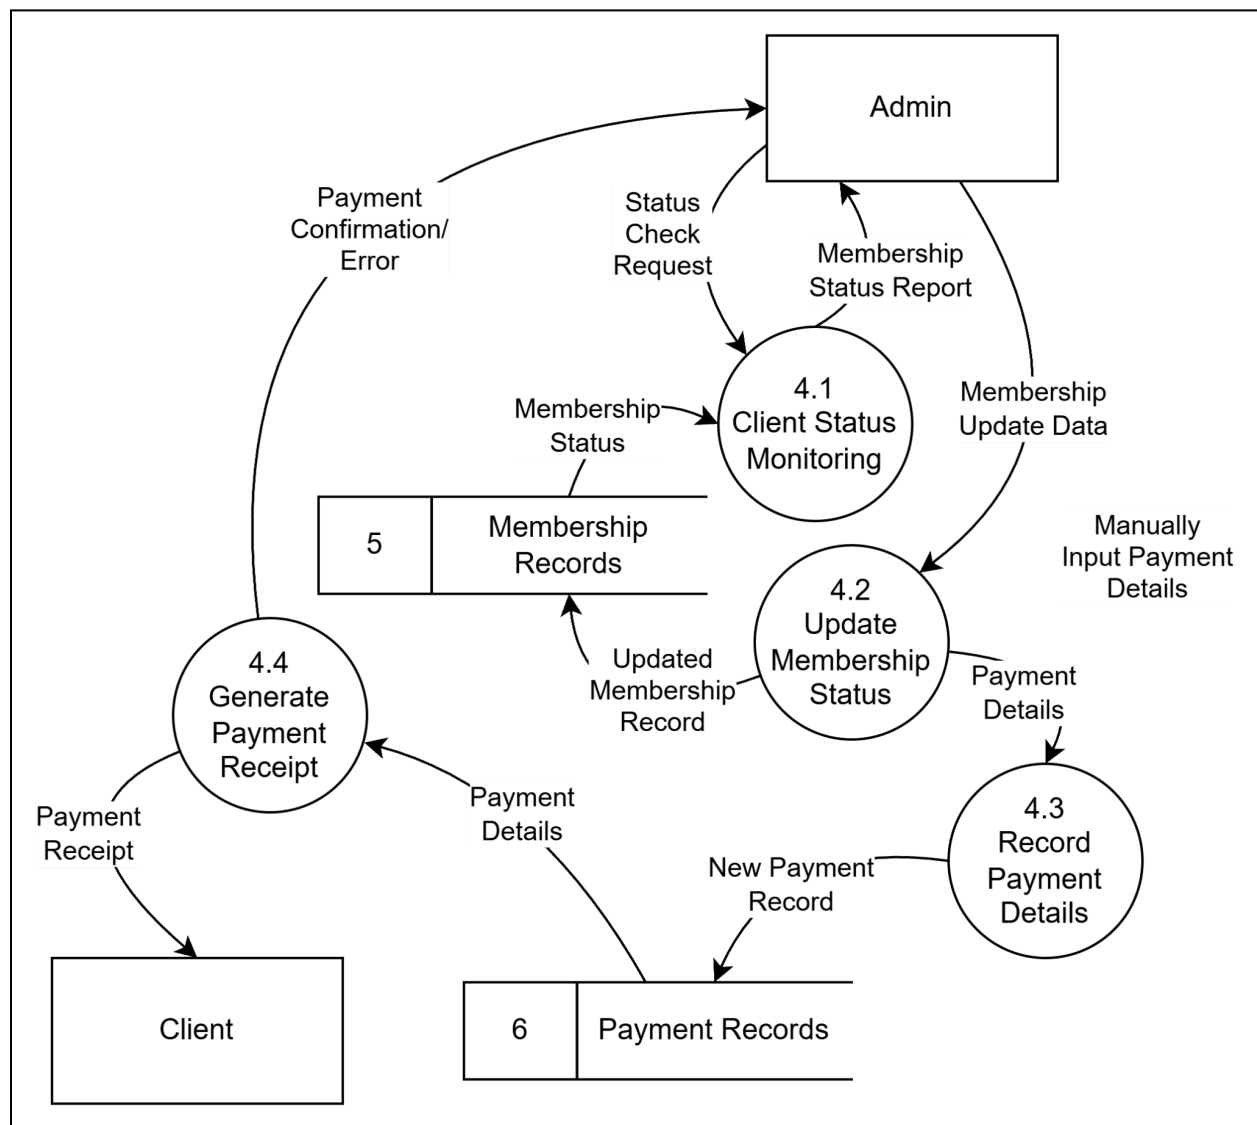 Admin
Payment
Confirmation/
Error
Status
Check
Request
Membership
Status Report
4.1
Client Status
Monitoring
Membership
Update Data
Membership
Status
5
Membership
Records
Manually
Input Payment
Details
4.2
Update
Membership
Status
Updated
Membership
Record
4.4
Generate
Payment
Receipt
Payment
Details
4.3
Record
Payment
Details
Payment
Details
Payment
Receipt
New Payment
Record
Client
6
Payment Records